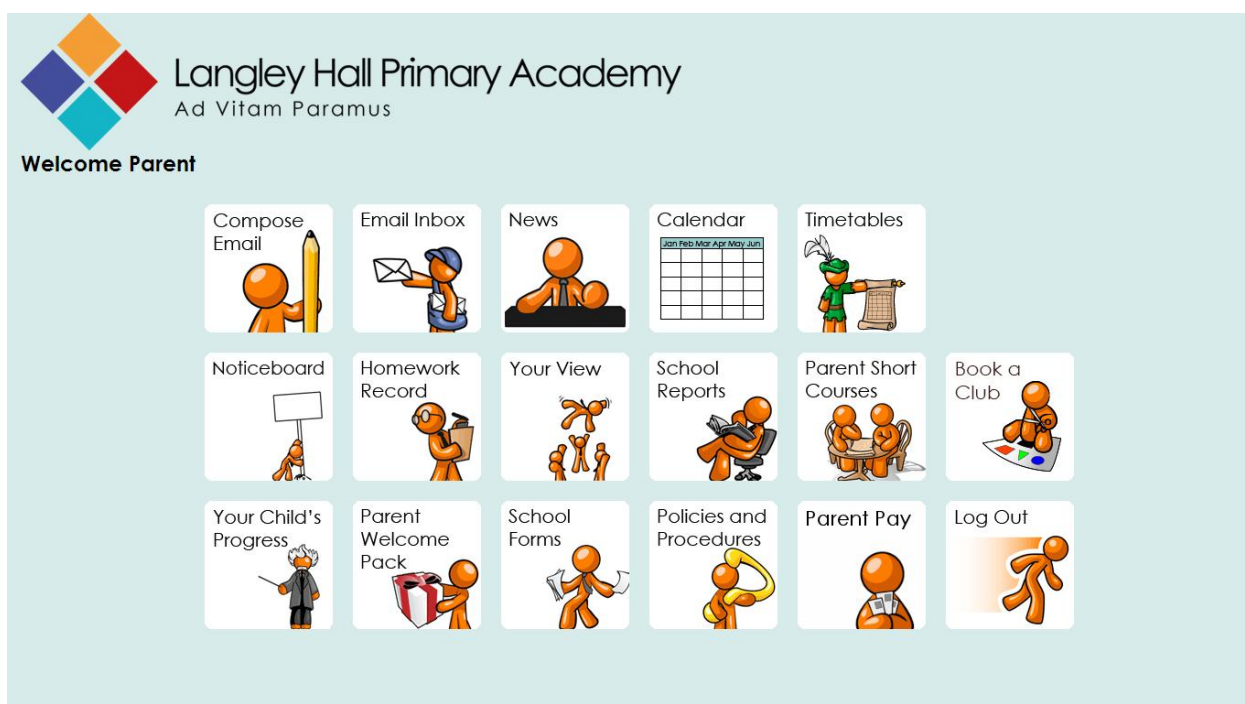 Langley Hall Primary Academy
Ad Vitam Paramus
Welcome Parent
Compose
Email
Email Inbox
News
Calendar
Jan Feb Mar Apr May Jun
Timetables
Noticeboard
Homework
Record
Your View
School
Reports
Parent Short
Courses
Book a
Club
Your Child's
Progress
Parent
Welcome
Pack
School
Forms
Policies and
Procedures
Parent Pay
Log Out